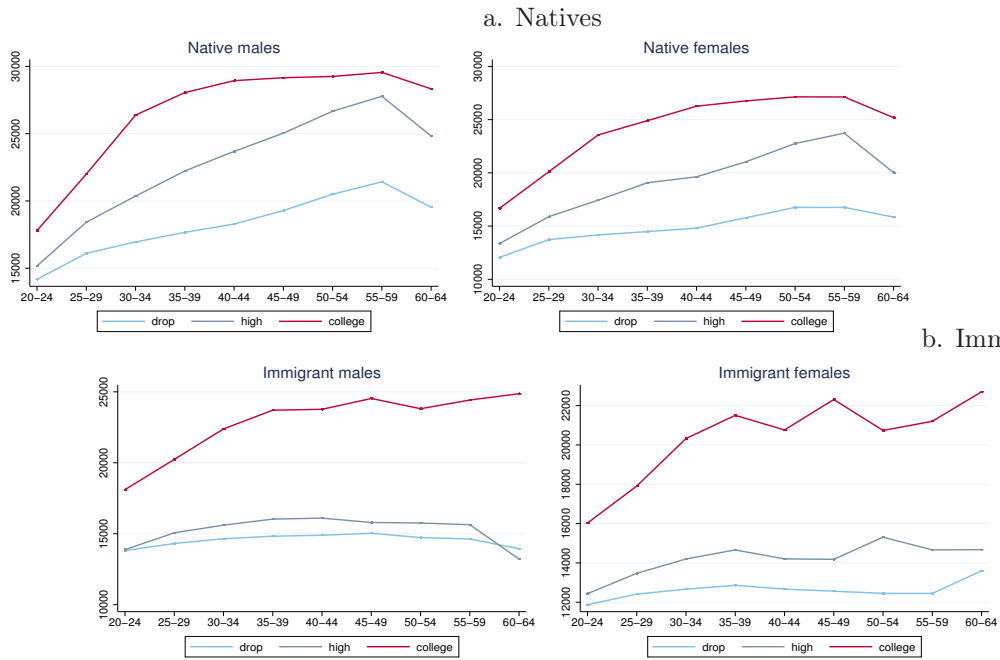 a. Natives
Native males
Native females
30000
25000
20000
15000
20–24 25–29 30–34 35–39 40–44 45–49 50–54 55–59 60–64
drop high college
30000
25000
20000
15000
10000
20–24 25–29 30–34 35–39 40–44 45–49 50–54 55–59 60–64
drop high college
b. Imm
Immigrant males
Immigrant females
25000
20000
15000
10000
20–24 25–29 30–34 35–39 40–44 45–49 50–54 55–59 60–64
drop high college
22000
20000
18000
16000
14000
12000
20–24 25–29 30–34 35–39 40–44 45–49 50–54 55–59 60–64
drop high college